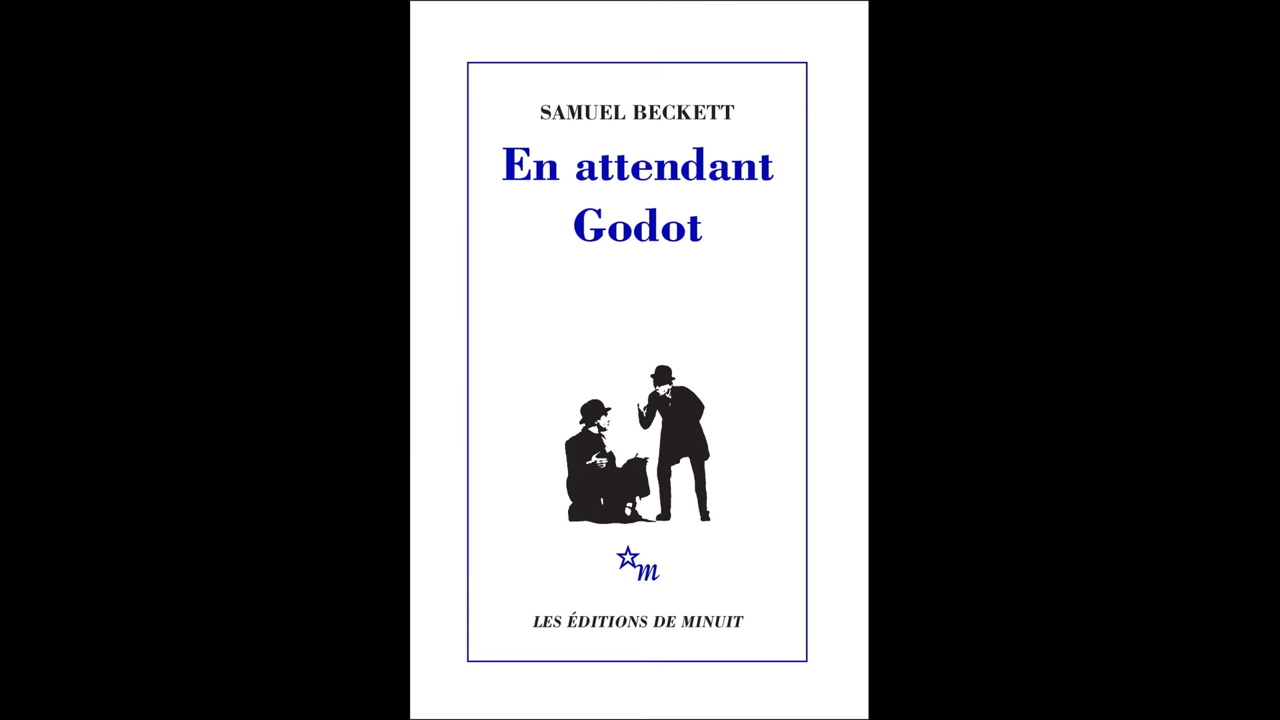 SAMUEL BECKETT
En attendant
Godot
m
LES ÉDITIONS DE MINUIT